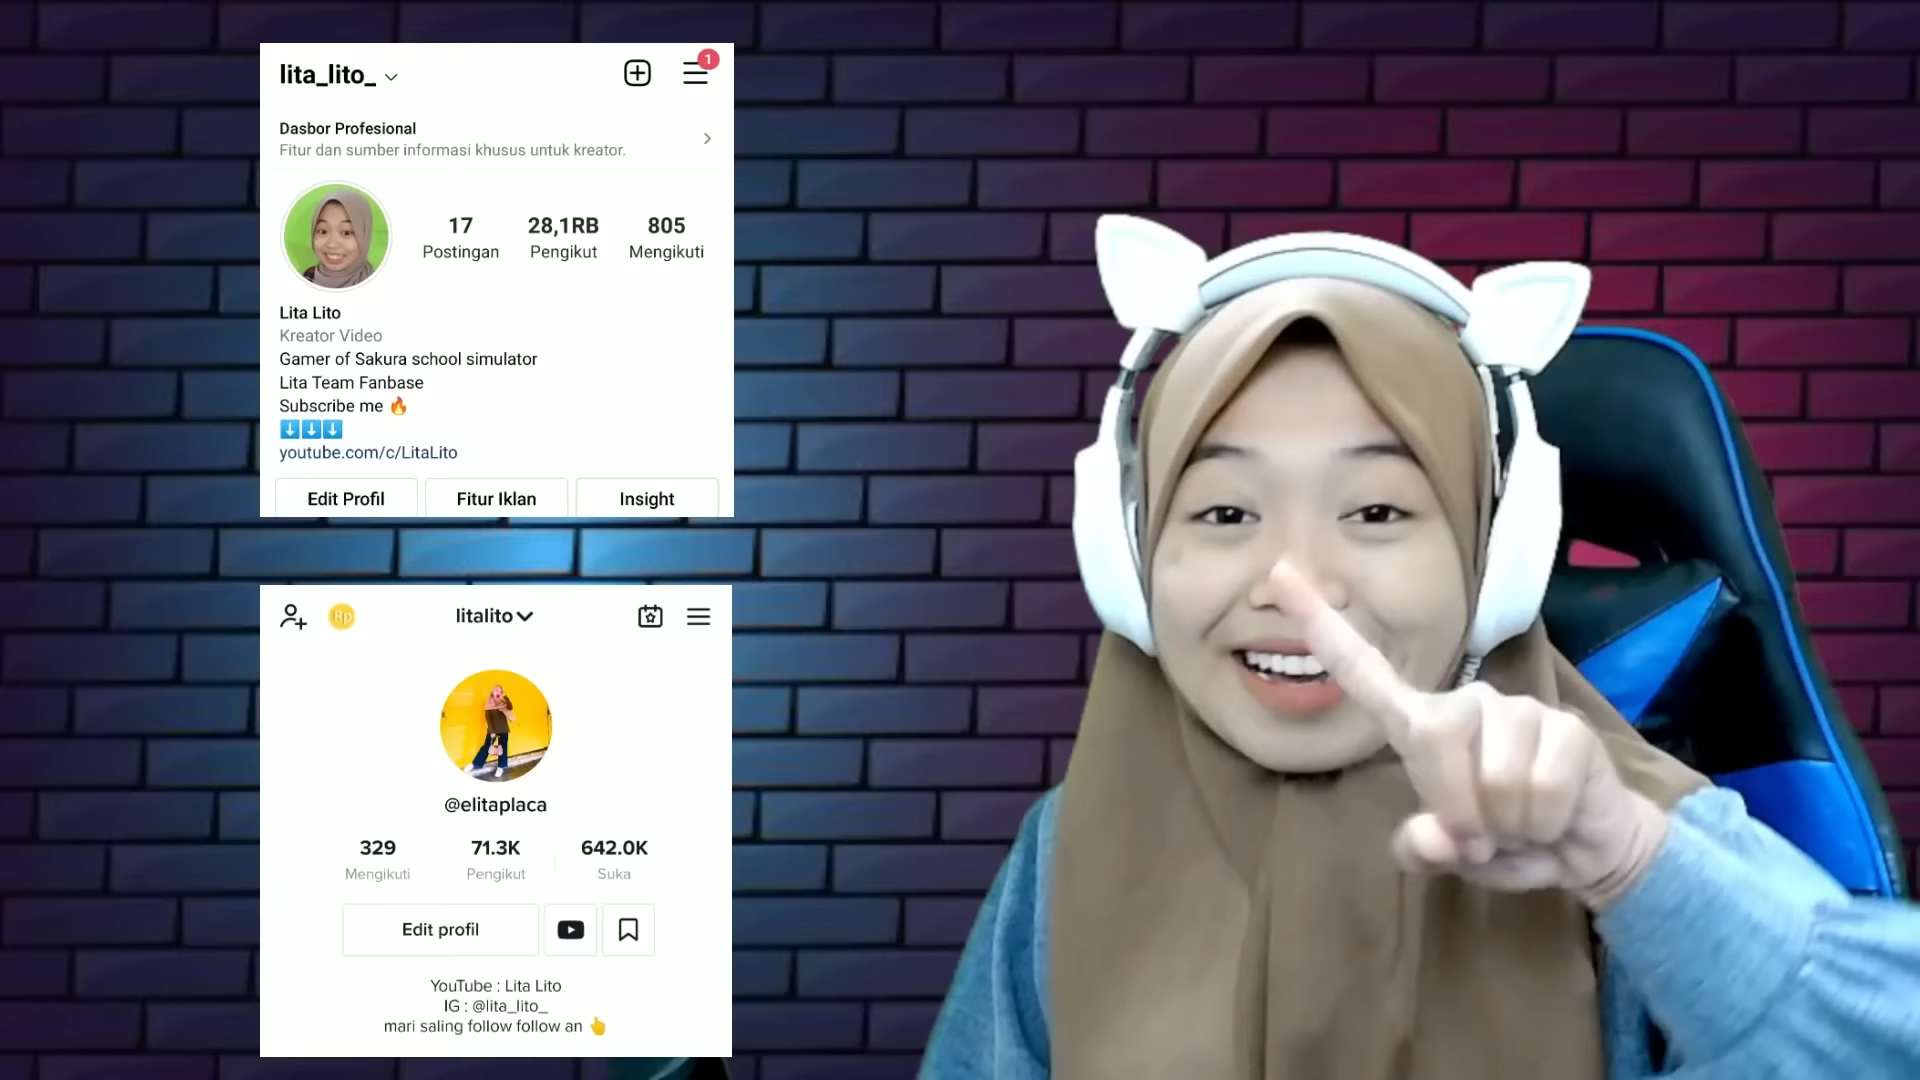 lita_lito_
1
Dasbor Profesional
Fitur dan sumber informasi khusus untuk kreator.
17 28,1RB 805
Postingan Pengikut Mengikuti
Lita Lito
Kreator Video
Gamer of Sakura school simulator
Lita Team Fanbase
Subscribe me 🔥
⬇️⬇️⬇️
youtube.com/c/LitaLito
Edit Profil Fitur Iklan Insight
Rp litalito
@elitaplaca
329 71.3K 642.0K
Mengikuti Pengikut Suka
Edit profil
YouTube : Lita Lito
IG : @lita_lito_
mari saling follow follow an 👆